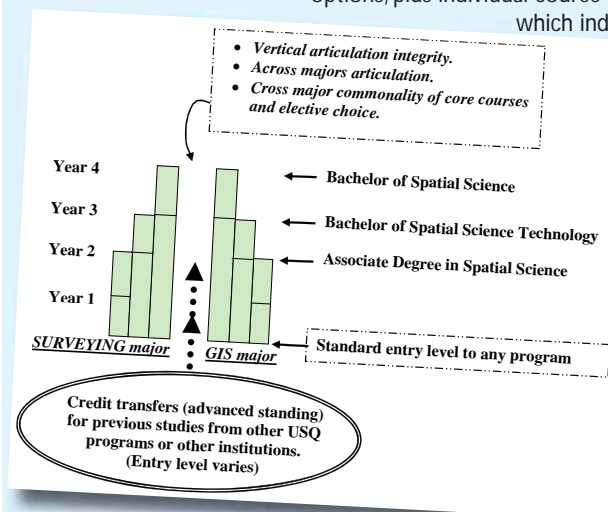 options, plus individual course
which ind
• Vertical articulation integrity.
• Across majors articulation.
• Cross major commonality of core courses
and elective choice.
Year 4
Year 3
Year 2
Year 1
Bachelor of Spatial Science
Bachelor of Spatial Science Technology
Associate Degree in Spatial Science
Standard entry level to any program
SURVEYING major
GIS major
Credit transfers (advanced standing)
for previous studies from other USQ
programs or other institutions.
(Entry level varies)